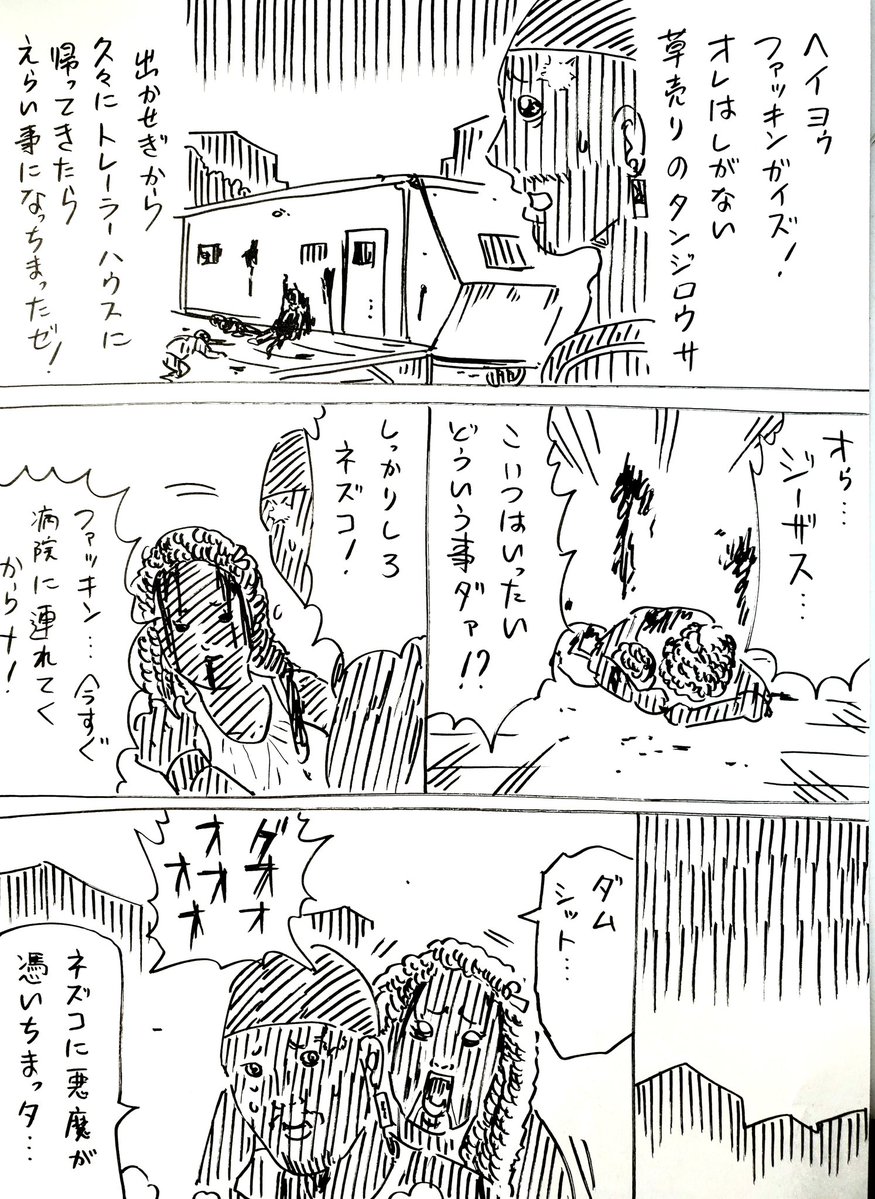 ヘイヨゥ
ファッキンガイズ!
オレはしがない
草売りのタンジロウサ
出かせぎから
久々にトレーラーハウスに
帰ってきたら
えらい事になっちまったゼ!
オゥ…
ジーザス…
こいつはいったい
どういう事ダァ!?
しっかりしろ
ネズコ!
ファッキン…今すぐ
病院に連れてく
からナ!
ダム
シット…
ダオオ
オオオ
オオ
ネズコに悪魔が
憑いちまっタ…